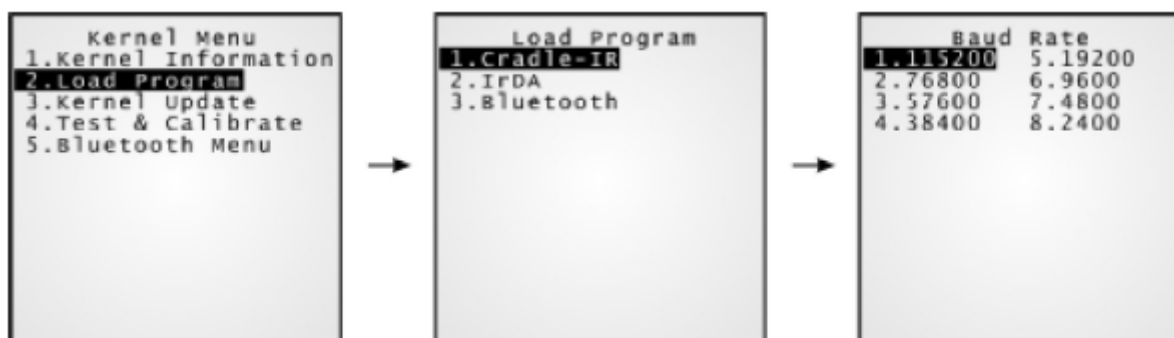 Kernel Menu
1.Kernel Information
2.Load Program
3.Kernel Update
4.Test & Calibrate
5.Bluetooth Menu
Load Program
1.Cradle-IR
2.IrDA
3.Bluetooth
Baud Rate
1.115200 5.19200
2.76800 6.9600
3.57600 7.4800
4.38400 8.2400